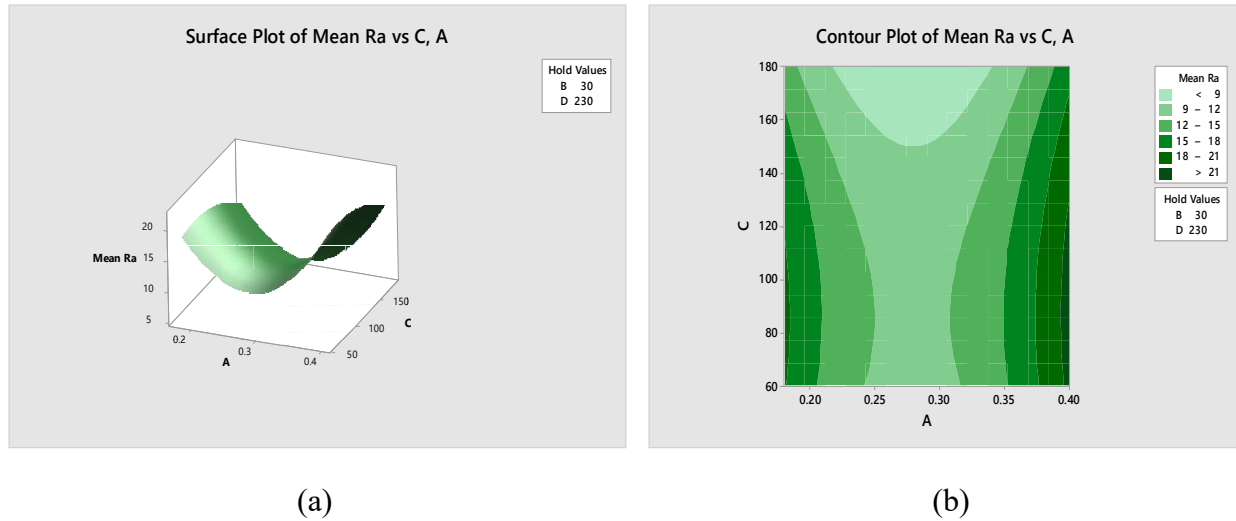 Surface Plot of Mean Ra vs C, A
Hold Values
B 30
D 230
20
15
10
5
Mean Ra
0.2
0.3
0.4
A
50
100
150
C
(a)
Contour Plot of Mean Ra vs C, A
180
160
140
120
100
80
60
C
0.20 0.25 0.30 0.35 0.40
A
Mean Ra
< 9
9 – 12
12 – 15
15 – 18
18 – 21
> 21
Hold Values
B 30
D 230
(b)